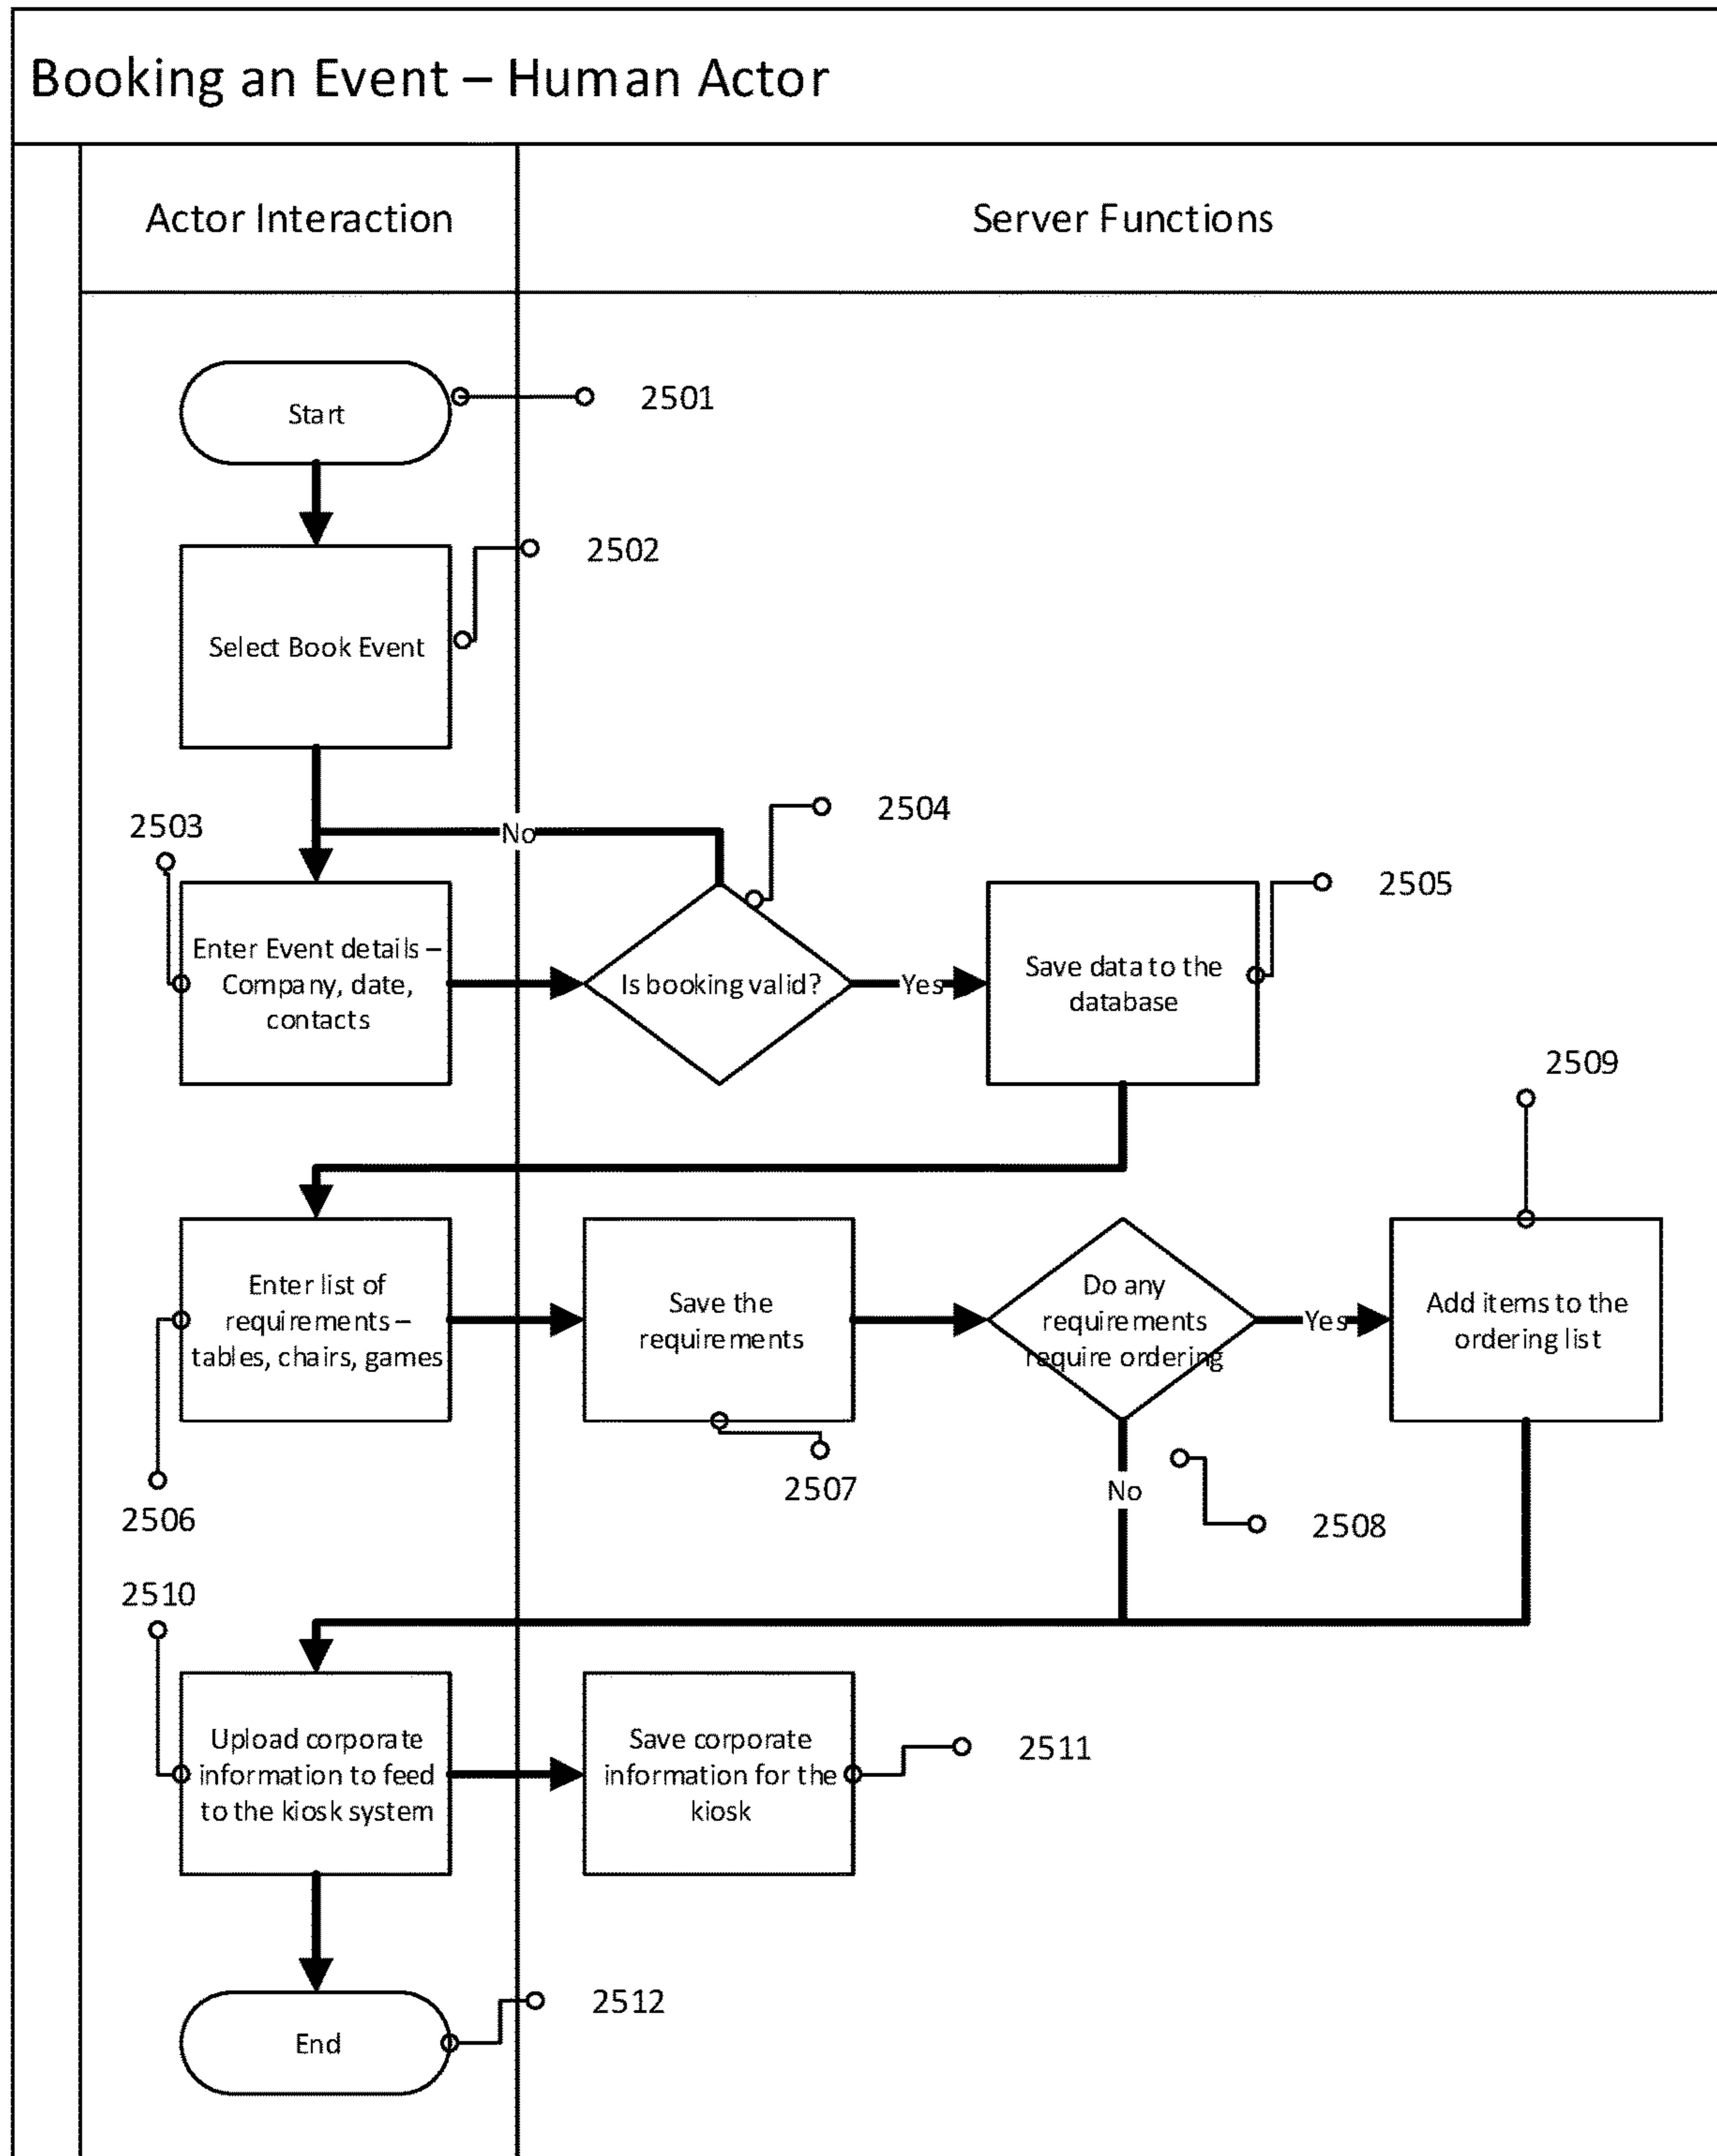 Booking an Event – Human Actor
Actor Interaction
Server Functions
Start
2501
Select Book Event
2502
No
2503
2504
2505
Enter Event details –
Company, date,
contacts
Is booking valid?
Yes
Save data to the
database
2509
Enter list of
requirements –
tables, chairs, games
Save the
requirements
Do any
requirements
require ordering
Yes
Add items to the
ordering list
2506
2507
No
2508
2510
Upload corporate
information to feed
to the kiosk system
Save corporate
information for the
kiosk
2511
End
2512